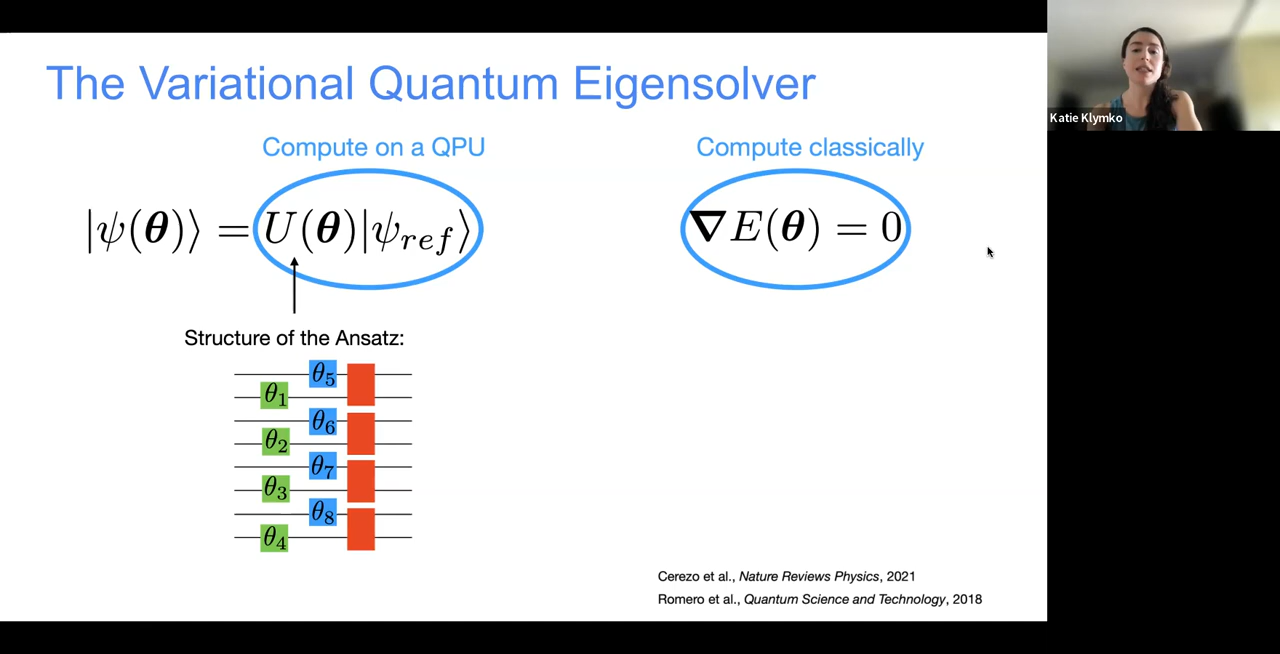 The Variational Quantum Eigensolver
Compute on a QPU
Compute classically
|ψ(θ)⟩ = U(θ)|ψ_ref⟩
∇E(θ) = 0
Structure of the Ansatz:
θ5
θ1
θ6
θ2
θ7
θ3
θ8
θ4
Cerezo et al., Nature Reviews Physics, 2021
Romero et al., Quantum Science and Technology, 2018
Katie Klymko